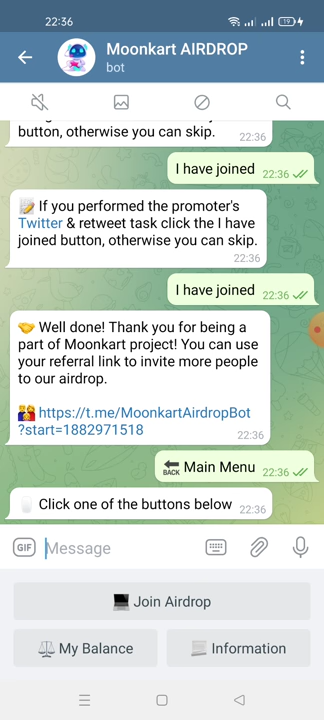 22:36
19
Moonkart AIRDROP
bot
button, otherwise you can skip.
22:36
I have joined
22:36
If you performed the promoter's
Twitter & retweet task click the I have
joined button, otherwise you can skip.
22:36
I have joined
22:36
Well done! Thank you for being a
part of Moonkart project! You can use
your referral link to invite more people
to our airdrop.
https://t.me/MoonkartAirdropBot
?start=1882971518
22:36
BACK Main Menu
22:36
Click one of the buttons below
22:36
GIF Message
Join Airdrop
My Balance
Information